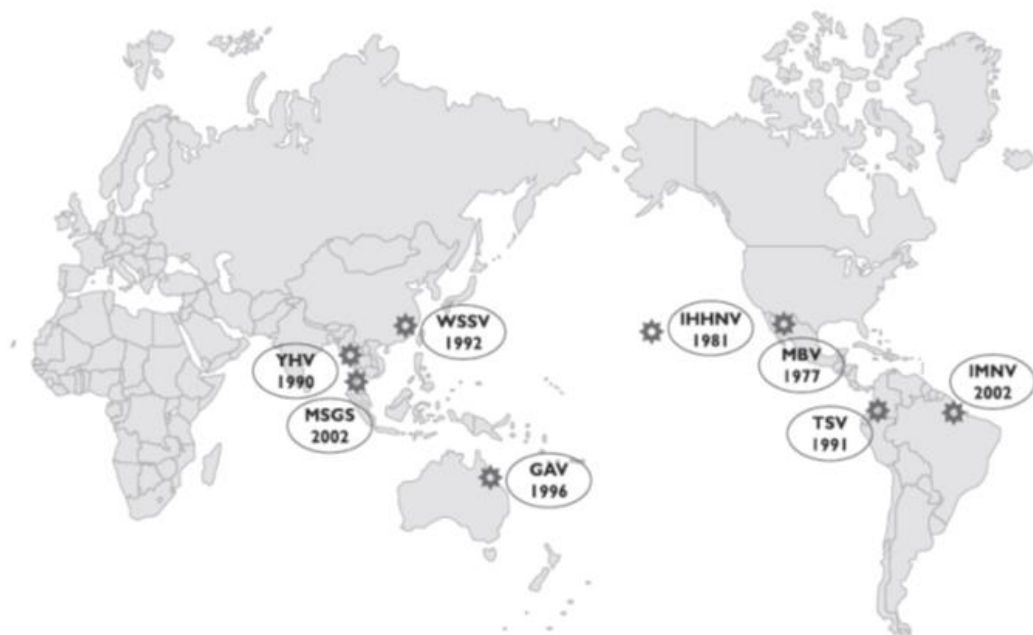 WSSV
1992
IHHNV
1981
YHV
1990
MBV
1977
IMNV
2002
MSGS
2002
TSV
1991
GAV
1996